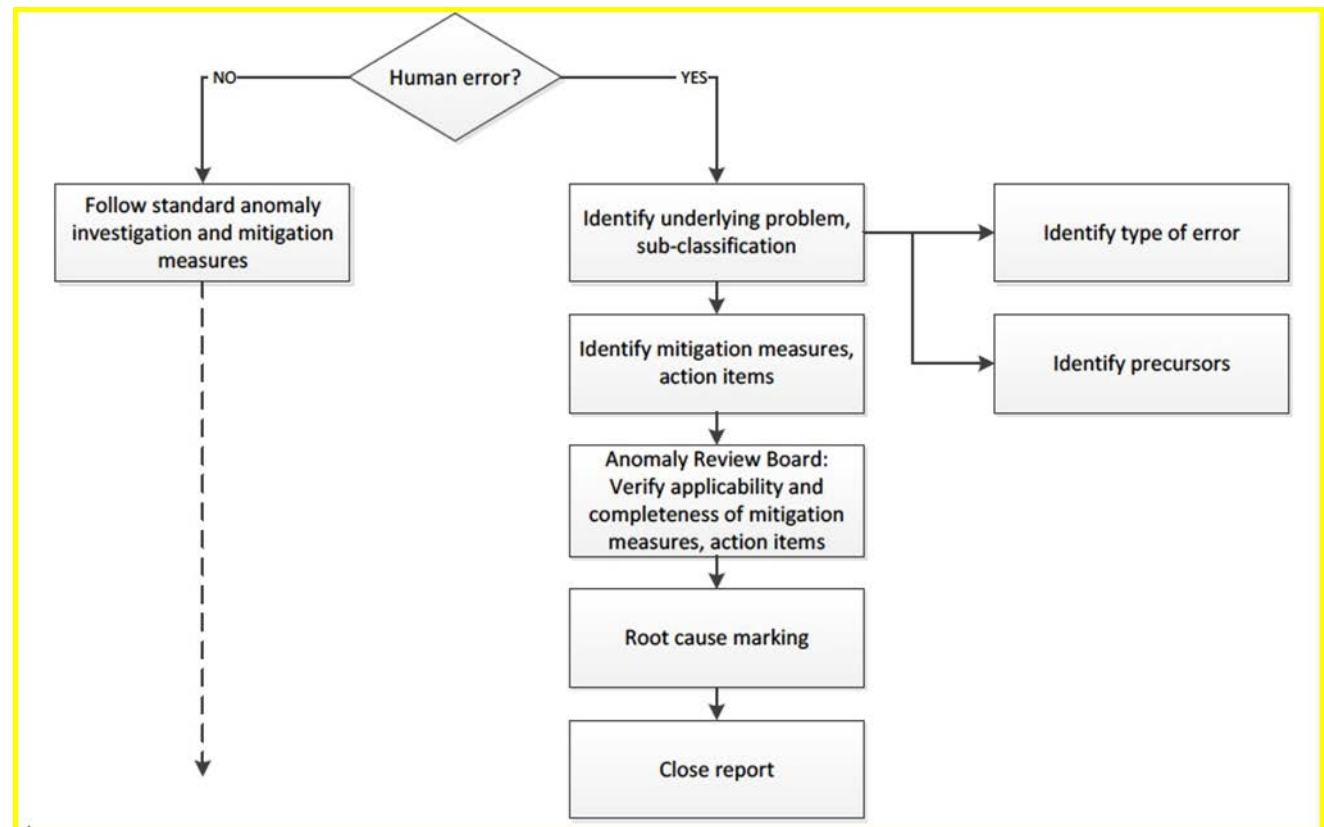 Human error?
NO
YES
Follow standard anomaly
investigation and mitigation
measures
Identify underlying problem,
sub-classification
Identify type of error
Identify mitigation measures,
action items
Identify precursors
Anomaly Review Board:
Verify applicability and
completeness of mitigation
measures, action items
Root cause marking
Close report